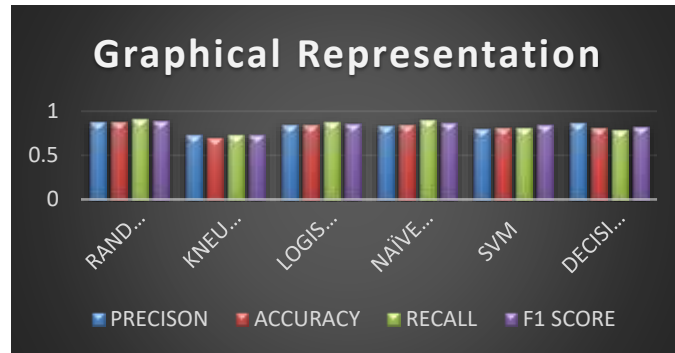 Graphical Representation
1
0.5
0
RAND...
KNEU...
LOGIS...
NAÏVE...
SVM
DECISI...
PRECISON ACCURACY RECALL F1 SCORE